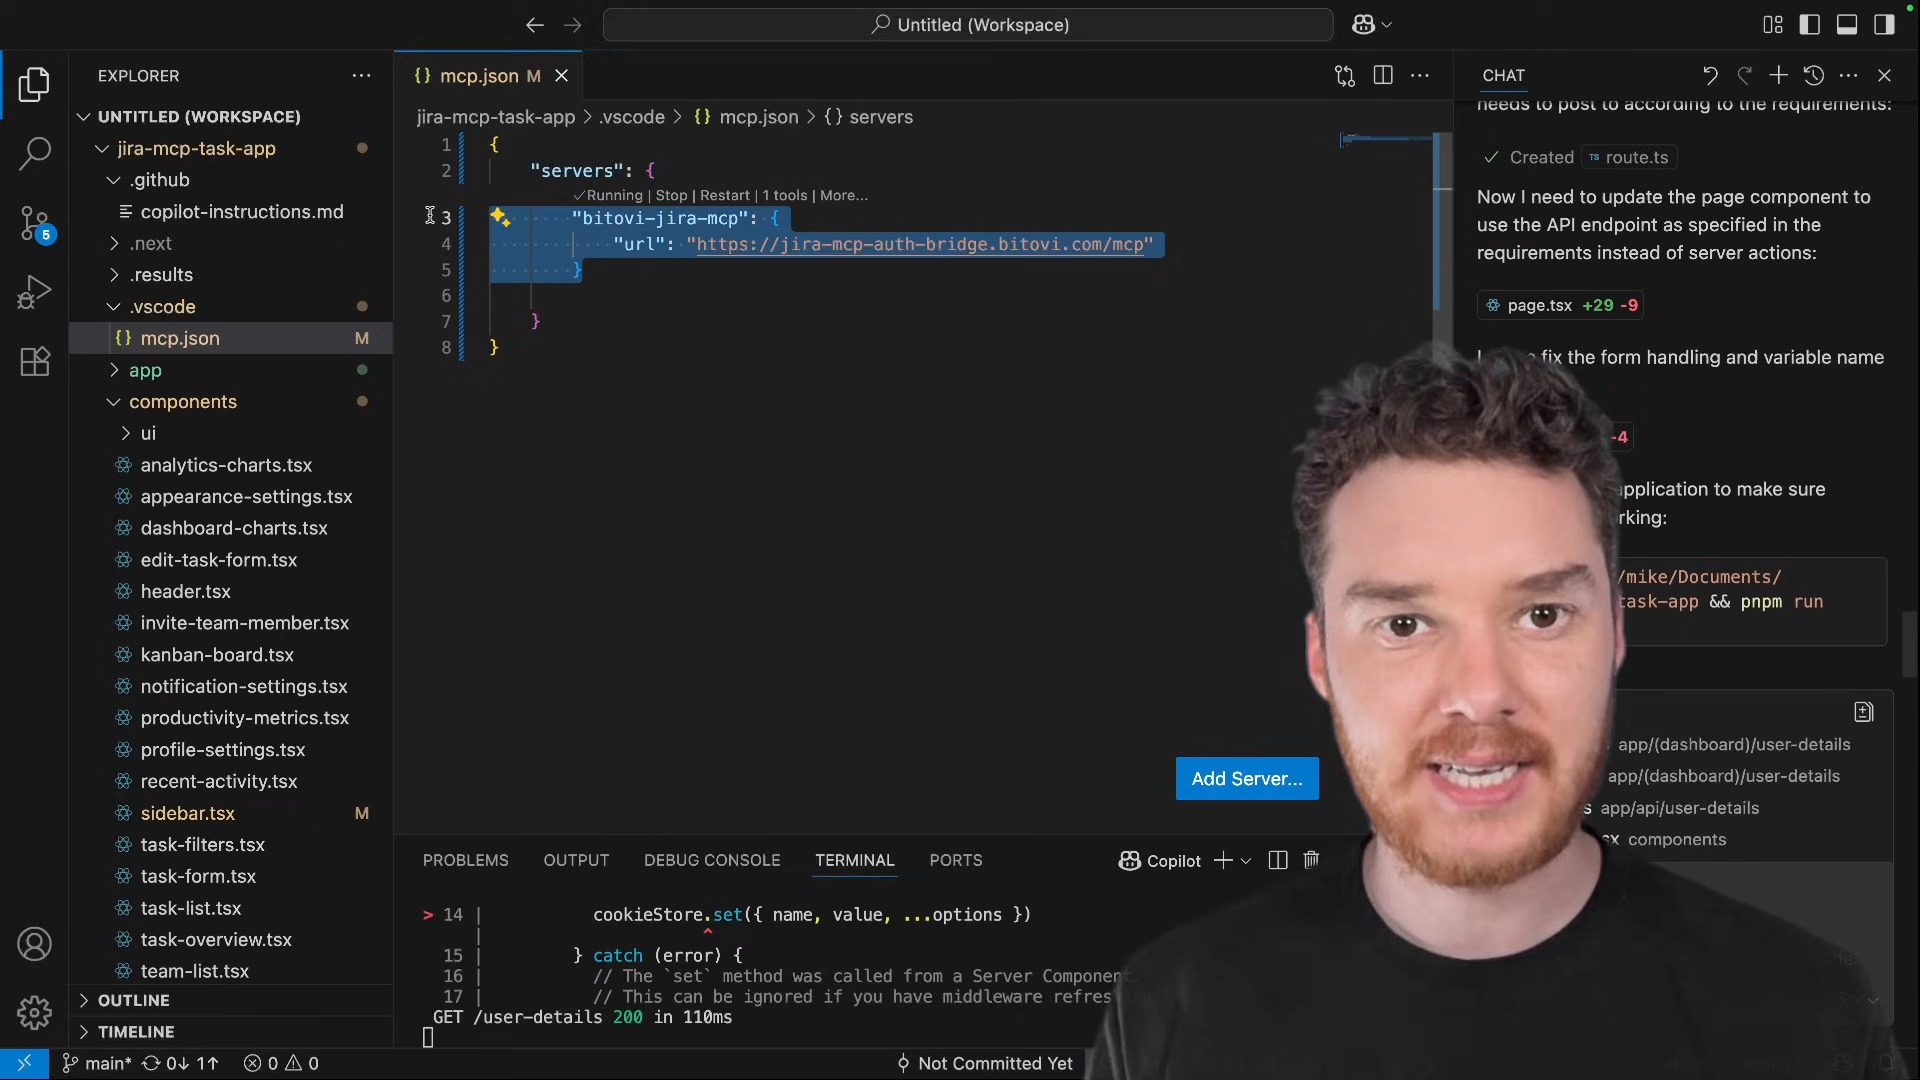 Untitled (Workspace)
EXPLORER
UNTITLED (WORKSPACE)
jira-mcp-task-app
.github
copilot-instructions.md
.next
.results
.vscode
{} mcp.json M
app
components
ui
analytics-charts.tsx
appearance-settings.tsx
dashboard-charts.tsx
edit-task-form.tsx
header.tsx
invite-team-member.tsx
kanban-board.tsx
notification-settings.tsx
productivity-metrics.tsx
profile-settings.tsx
recent-activity.tsx
sidebar.tsx M
task-filters.tsx
task-form.tsx
task-list.tsx
task-overview.tsx
team-list.tsx
OUTLINE
TIMELINE
5
{} mcp.json M
jira-mcp-task-app > .vscode > {} mcp.json > {} servers
1 {
2 "servers": {
✓Running | Stop | Restart | 1 tools | More...
3 "bitovi-jira-mcp": {
4 "url": "https://jira-mcp-auth-bridge.bitovi.com/mcp"
5 }
6
7 }
8 }
Add Server...
PROBLEMS OUTPUT DEBUG CONSOLE TERMINAL PORTS
Copilot
> 14 | cookieStore.set({ name, value, ...options })
| ^
15 | } catch (error) {
16 | // The `set` method was called from a Server Component
17 | // This can be ignored if you have middleware refres
GET /user-details 200 in 110ms
CHAT
needs to post to according to the requirements:
✓ Created TS route.ts
Now I need to update the page component to
use the API endpoint as specified in the
requirements instead of server actions:
page.tsx +29 -9
fix the form handling and variable name
-4
application to make sure
/mike/Documents/
task-app && pnpm run
app/(dashboard)/user-details
app/(dashboard)/user-details
app/api/user-details
components
main* 0↓ 1↑ 0 0
Not Committed Yet